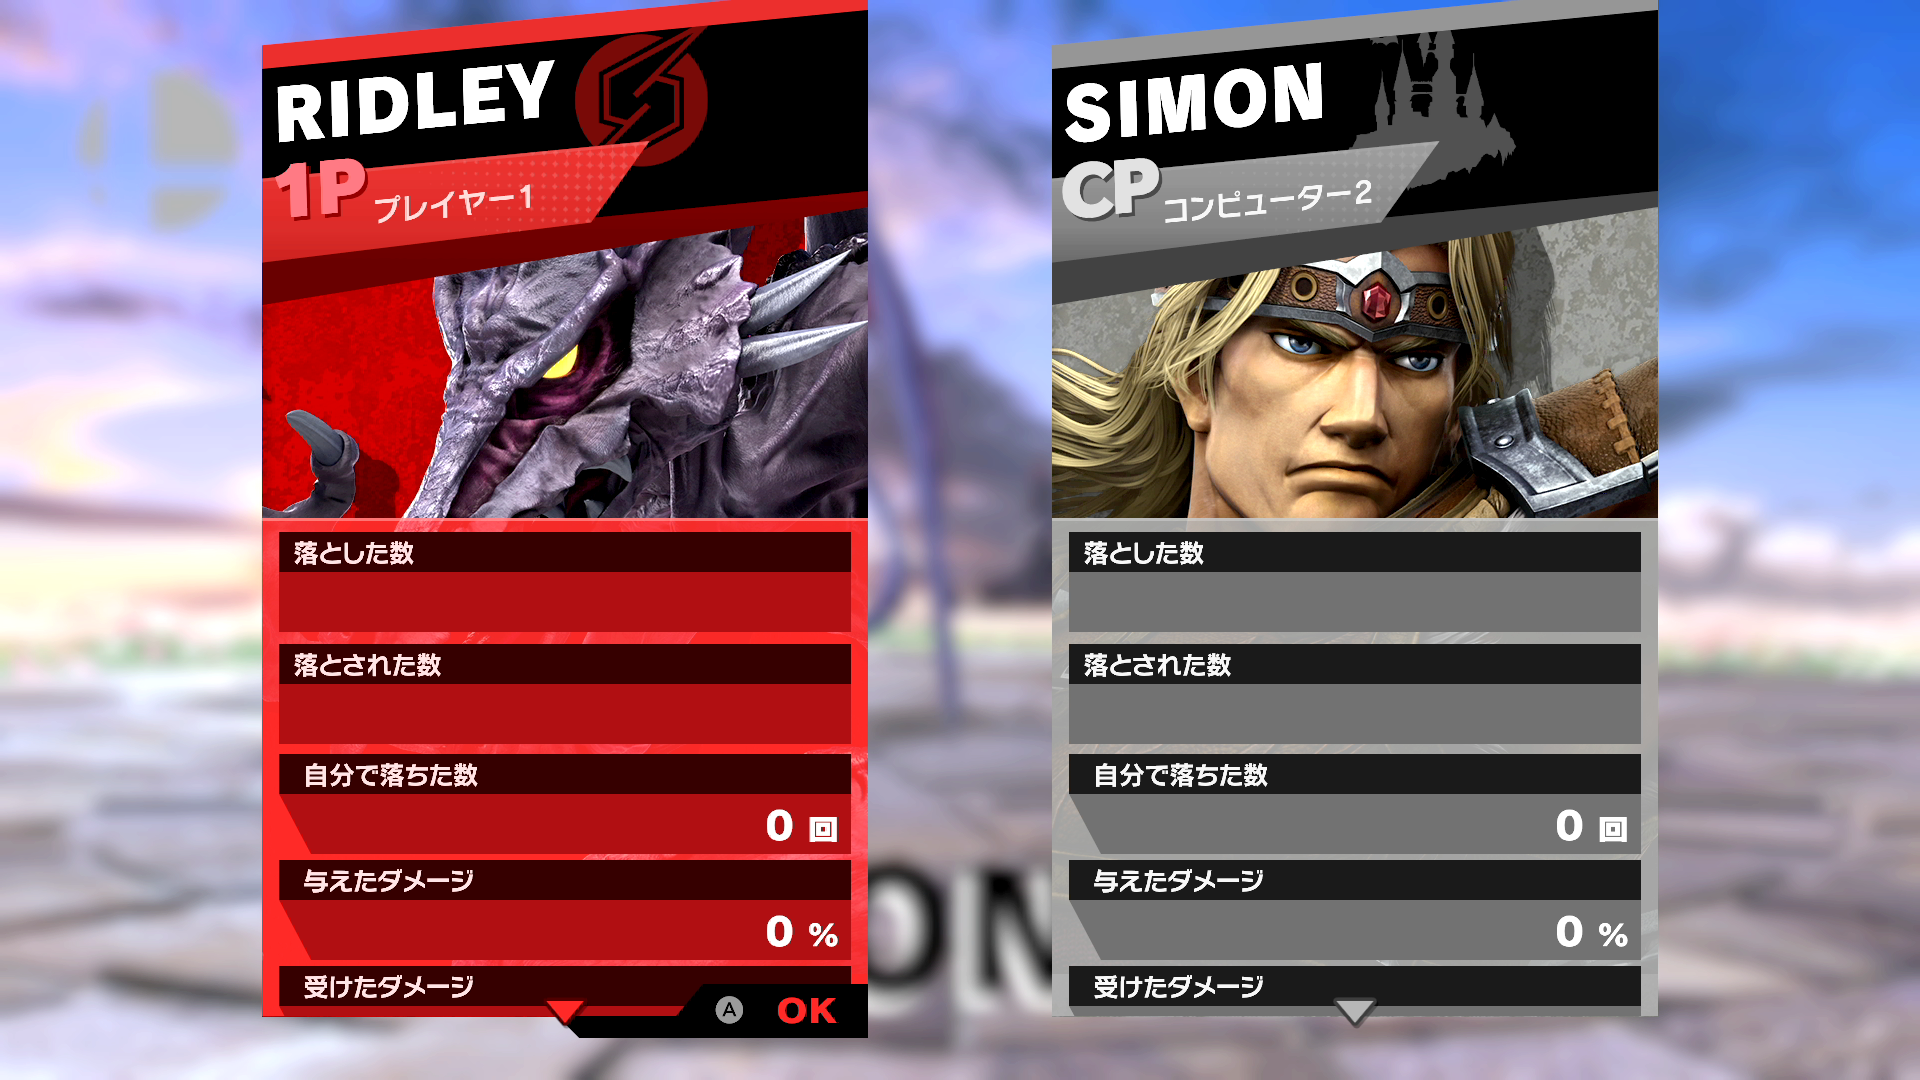 RIDLEY
1P プレイヤー1
落とした数
落とされた数
自分で落ちた数
0 回
与えたダメージ
0 %
受けたダメージ
A OK
SIMON
CP コンピューター2
落とした数
落とされた数
自分で落ちた数
0 回
与えたダメージ
0 %
受けたダメージ
ON